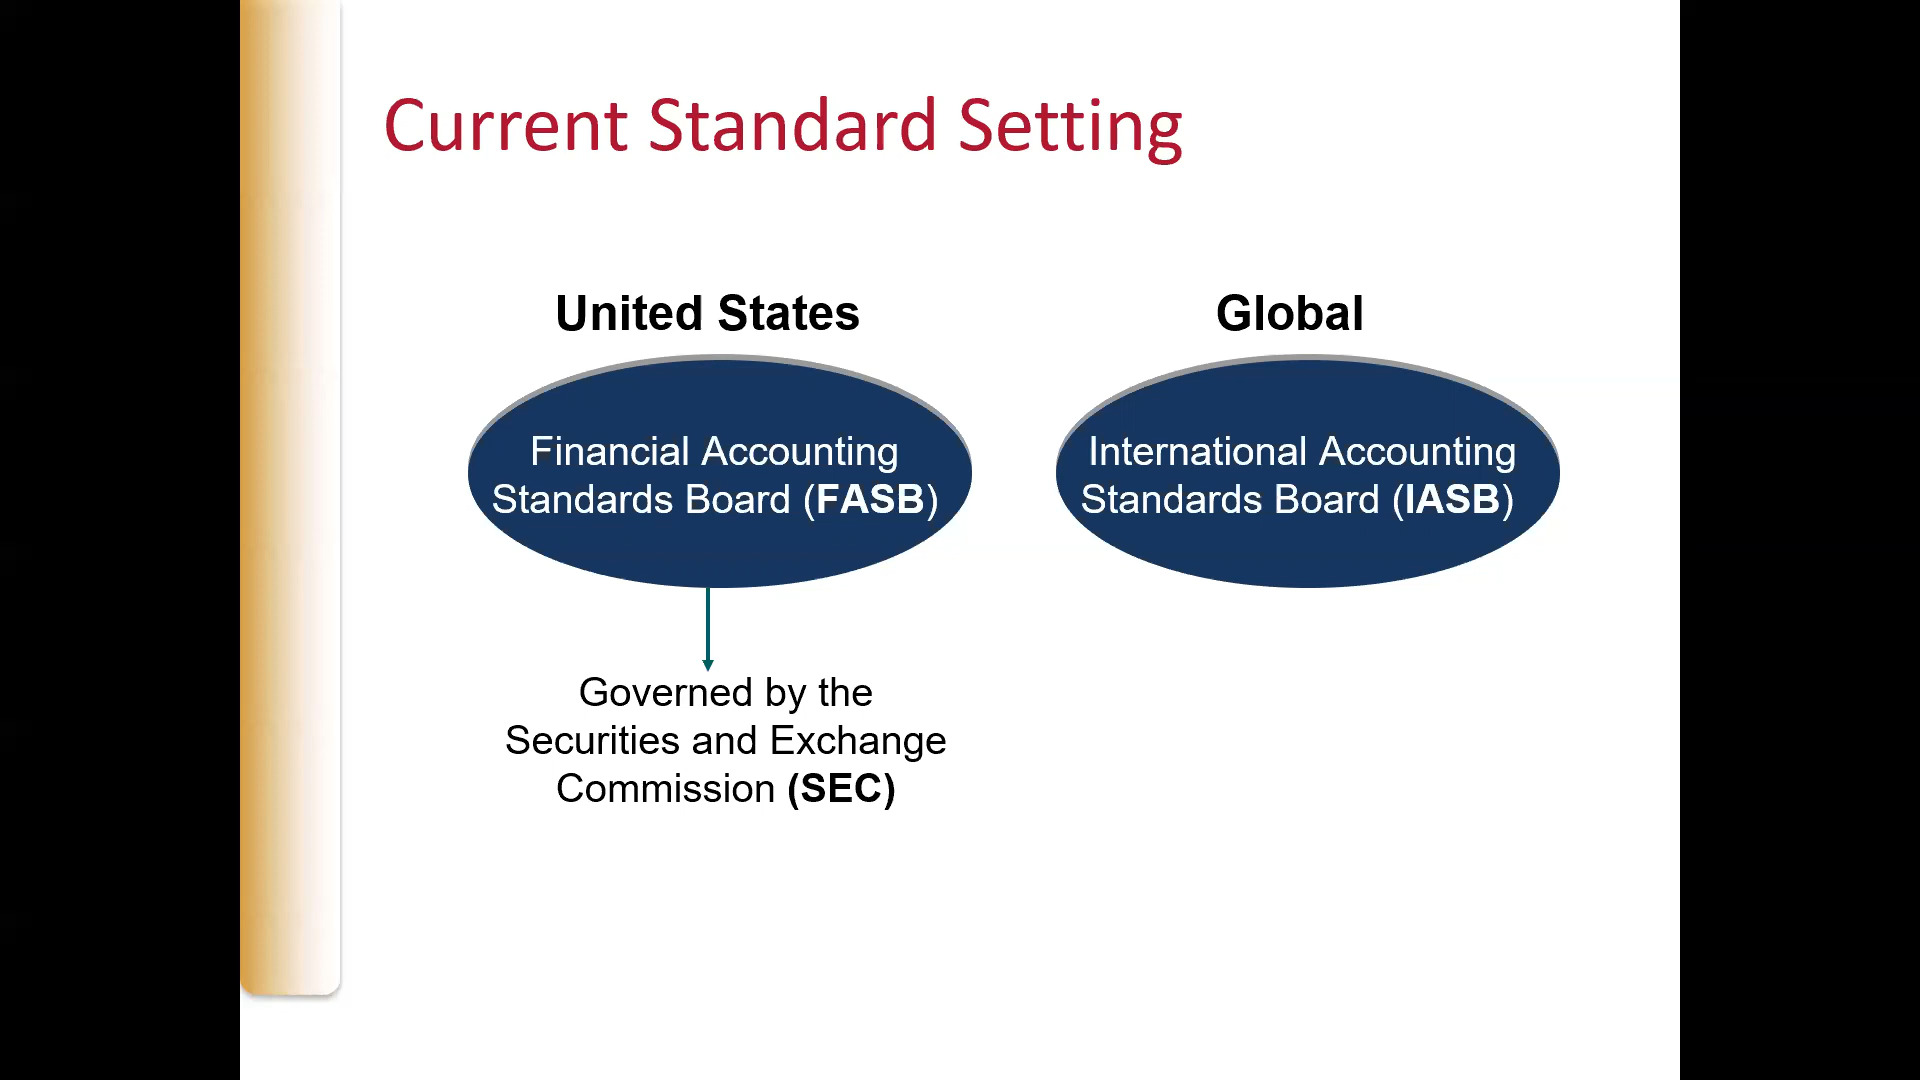 Current Standard Setting
United States
Financial Accounting
Standards Board (FASB)
Governed by the
Securities and Exchange
Commission (SEC)
Global
International Accounting
Standards Board (IASB)